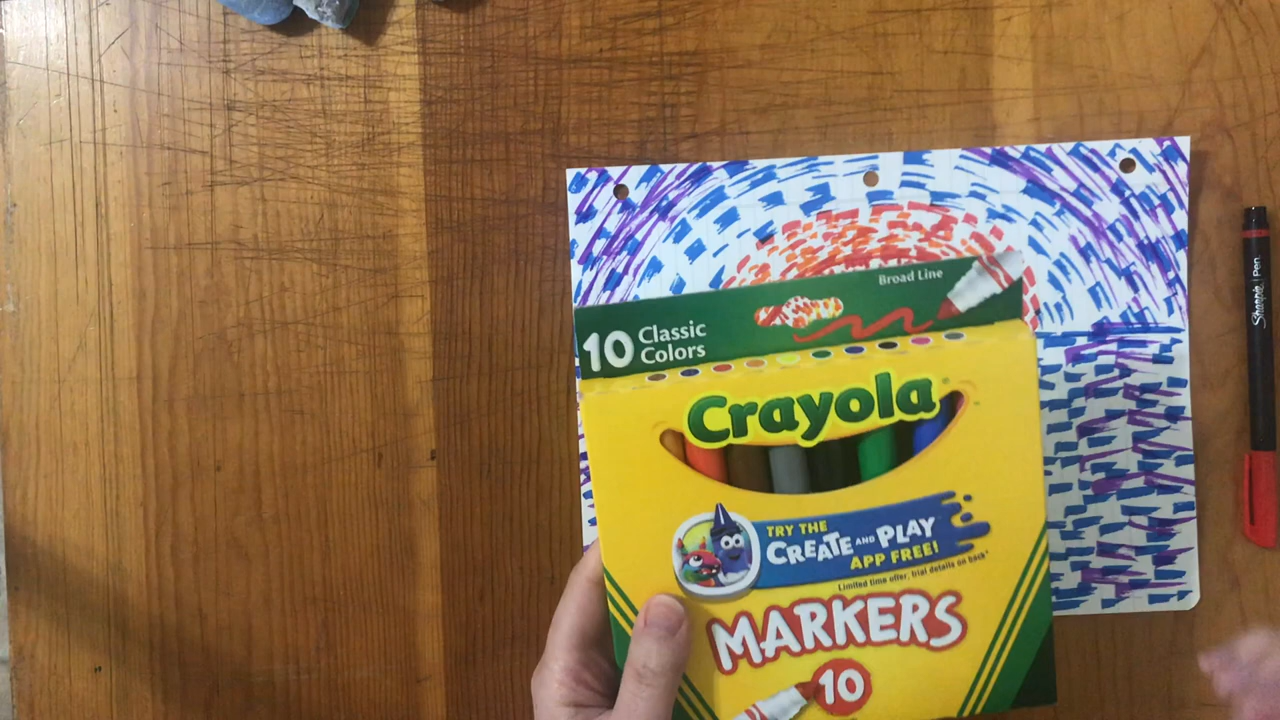 Broad Line
10 Classic
Colors
Crayola
TRY THE
CREATE AND PLAY
APP FREE!
Limited time offer, trial details on back*
MARKERS
10
Sharpie | Pen